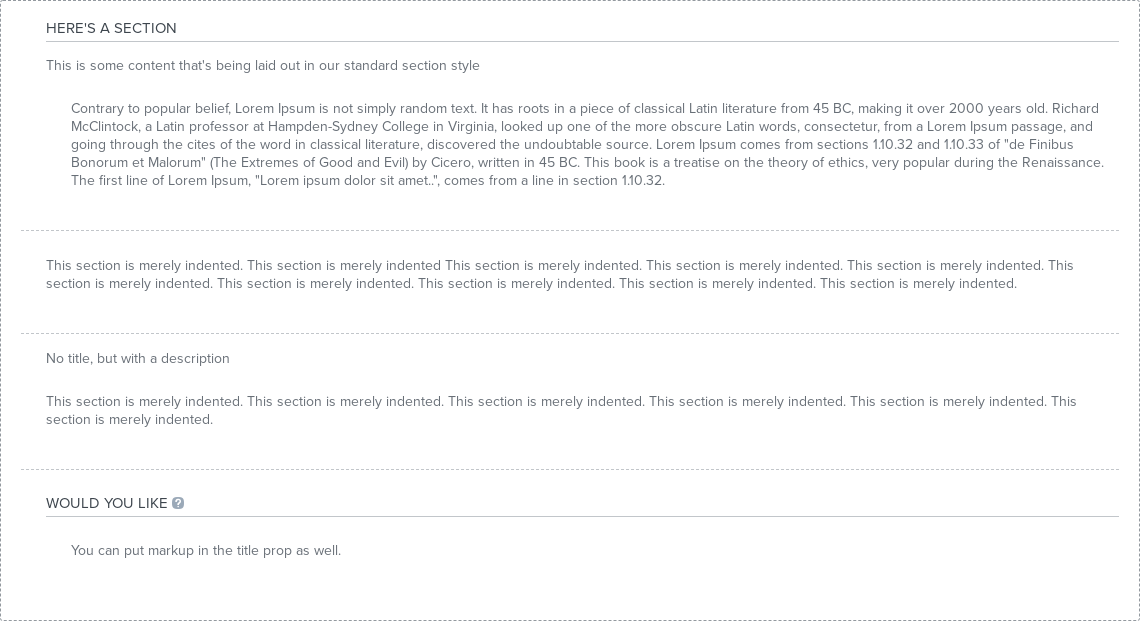 HERE'S A SECTION
This is some content that's being laid out in our standard section style
Contrary to popular belief, Lorem Ipsum is not simply random text. It has roots in a piece of classical Latin literature from 45 BC, making it over 2000 years old. Richard
McClintock, a Latin professor at Hampden-Sydney College in Virginia, looked up one of the more obscure Latin words, consectetur, from a Lorem Ipsum passage, and
going through the cites of the word in classical literature, discovered the undoubtable source. Lorem Ipsum comes from sections 1.10.32 and 1.10.33 of "de Finibus
Bonorum et Malorum" (The Extremes of Good and Evil) by Cicero, written in 45 BC. This book is a treatise on the theory of ethics, very popular during the Renaissance.
The first line of Lorem Ipsum, "Lorem ipsum dolor sit amet..", comes from a line in section 1.10.32.
This section is merely indented. This section is merely indented This section is merely indented. This section is merely indented. This section is merely indented. This
section is merely indented. This section is merely indented. This section is merely indented. This section is merely indented. This section is merely indented.
No title, but with a description
This section is merely indented. This section is merely indented. This section is merely indented. This section is merely indented. This section is merely indented. This
section is merely indented.
WOULD YOU LIKE ?
You can put markup in the title prop as well.